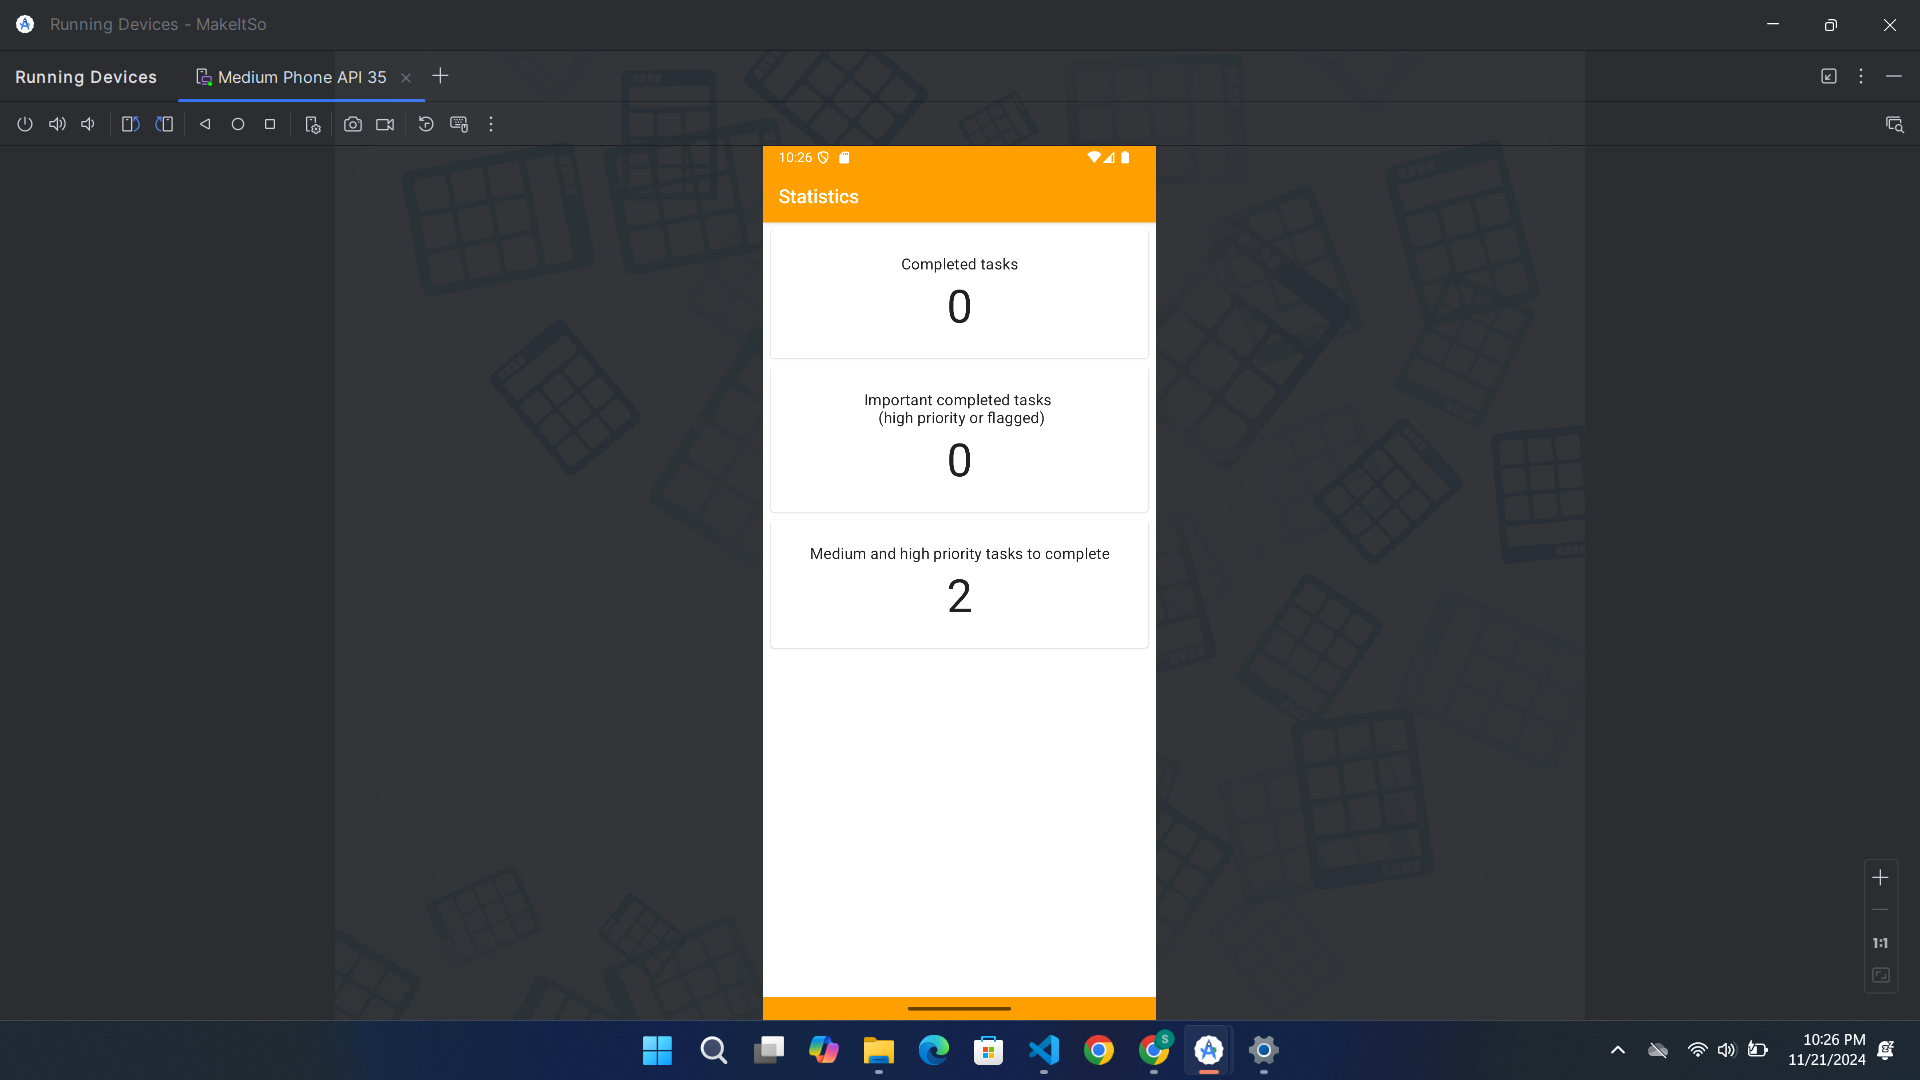 Running Devices - MakeItSo
Running Devices
Medium Phone API 35
10:26
Statistics
Completed tasks
0
Important completed tasks
(high priority or flagged)
0
Medium and high priority tasks to complete
2
1:1
S
10:26 PM
11/21/2024